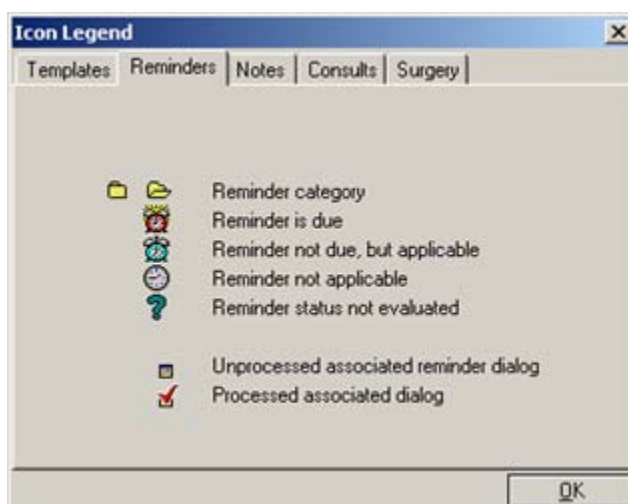 Icon Legend
Templates Reminders Notes Consults Surgery
Reminder category
Reminder is due
Reminder not due, but applicable
Reminder not applicable
Reminder status not evaluated
Unprocessed associated reminder dialog
Processed associated dialog
OK